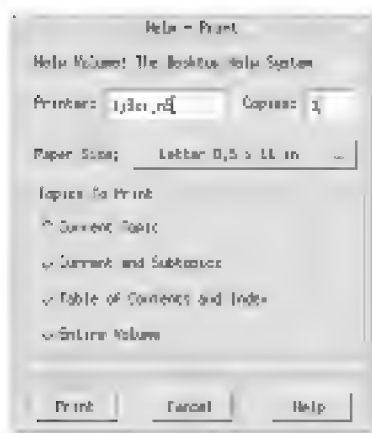 Help - Print
Help Volume: The Desktop Help System
Printer: Copies: 1
Paper Size: Letter 8.5 x 11 in
Topics To Print
Current Topic
Current and Subtopics
Table of Contents and Index
Entire Volume
Print Cancel Help